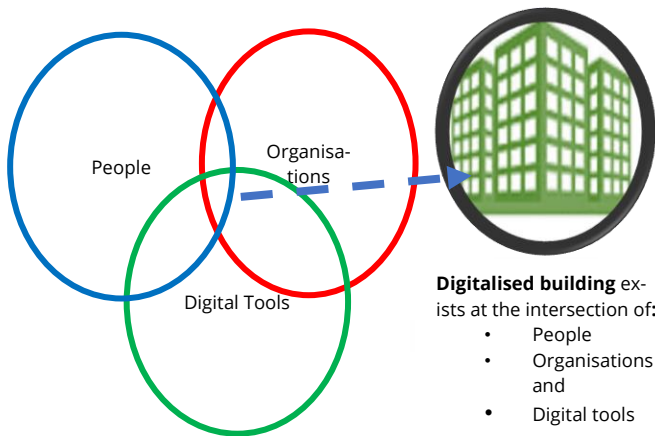 People
Organisa-
tions
Digital Tools
Digitalised building ex-
ists at the intersection of:
• People
• Organisations
and
• Digital tools